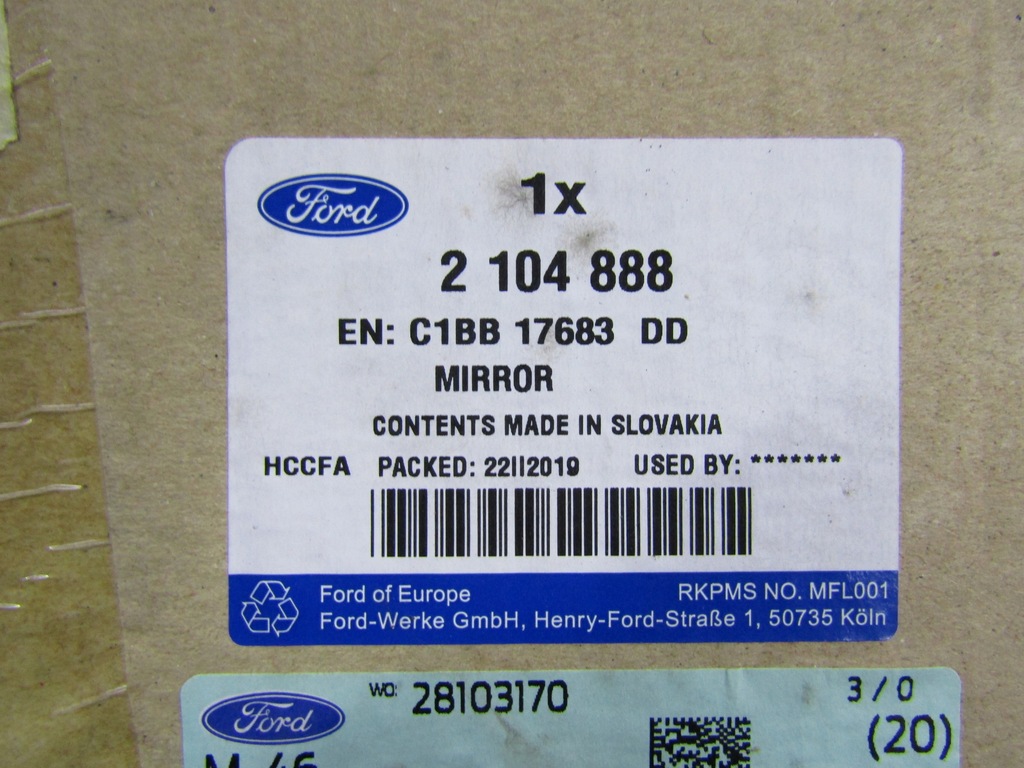 Ford
1x
2 104 888
EN: C1BB 17683 DD
MIRROR
CONTENTS MADE IN SLOVAKIA
HCCFA PACKED: 22II2019 USED BY: *******
Ford of Europe
RKPMS NO. MFL001
Ford-Werke GmbH, Henry-Ford-Straße 1, 50735 Köln
Ford
WO: 28103170
3 / 0
(20)